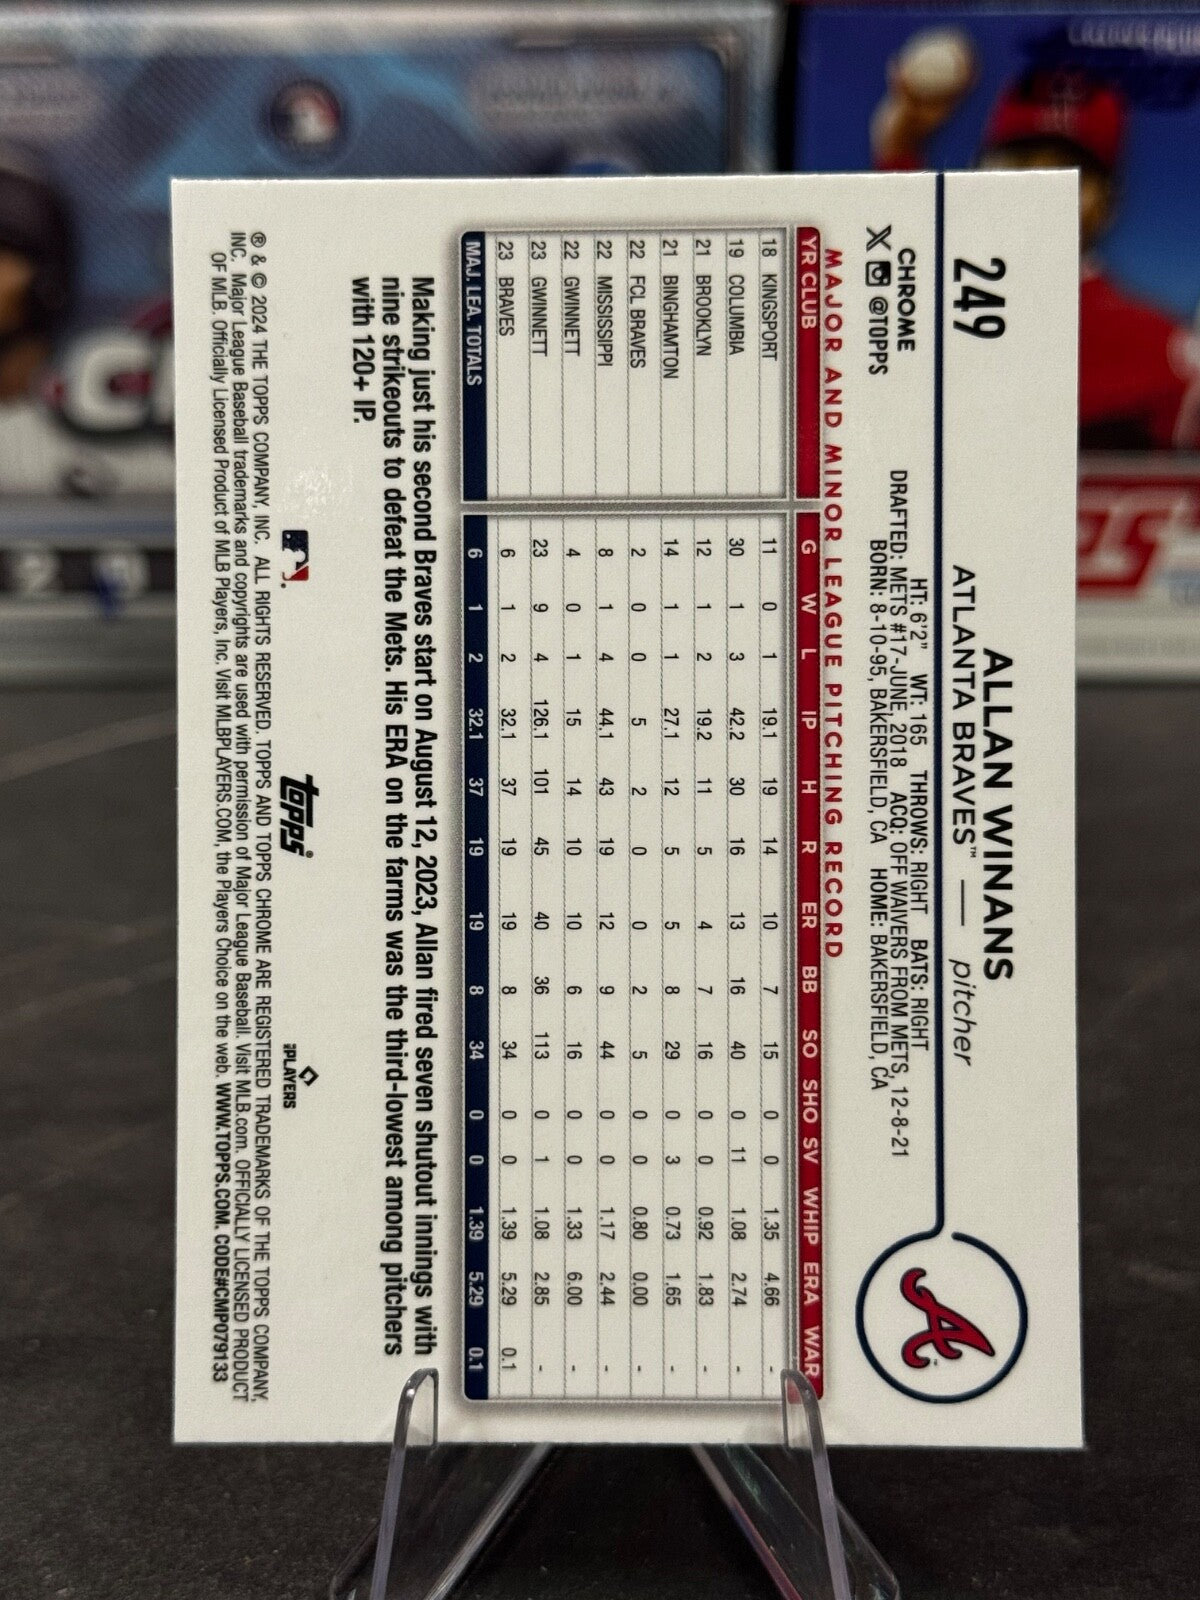 249
ALLAN WINANS
ATLANTA BRAVES™ — pitcher
CHROME
X @TOPPS
HT: 6'2" WT: 165 THROWS: RIGHT BATS: RIGHT
DRAFTED: METS #17-JUNE, 2018 ACQ: OFF WAIVERS FROM METS, 12-8-21
BORN: 8-10-95, BAKERSFIELD, CA HOME: BAKERSFIELD, CA
A
MAJOR AND MINOR LEAGUE PITCHING RECORD
YR CLUB G W L IP H R ER BB SO SHO SV WHIP ERA WAR
18 KINGSPORT 11 0 1 19.1 19 14 10 7 15 0 0 1.35 4.66 -
19 COLUMBIA 30 1 3 42.2 30 16 13 16 40 0 11 1.08 2.74 -
21 BROOKLYN 12 1 2 19.2 11 5 4 7 16 0 0 0.92 1.83 -
21 BINGHAMTON 14 1 1 27.1 12 5 5 8 29 0 3 0.73 1.65 -
22 FCL BRAVES 2 0 0 5 2 0 0 2 5 0 0 0.80 0.00 -
22 MISSISSIPPI 8 1 4 44.1 43 19 12 9 44 0 0 1.17 2.44 -
22 GWINNETT 4 0 1 15 14 10 10 6 16 0 0 1.33 6.00 -
23 GWINNETT 23 9 4 126.1 101 45 40 36 113 0 1 1.08 2.85 -
23 BRAVES 6 1 2 32.1 37 19 19 8 34 0 0 1.39 5.29 0.1
MAJ. LEA. TOTALS 6 1 2 32.1 37 19 19 8 34 0 0 1.39 5.29 0.1
Making just his second Braves start on August 12, 2023, Allan fired seven shutout innings with
nine strikeouts to defeat the Mets. His ERA on the farms was the third-lowest among pitchers
with 120+ IP.
topps®
PLAYERS
® & © 2024 THE TOPPS COMPANY, INC. ALL RIGHTS RESERVED. TOPPS AND TOPPS CHROME ARE REGISTERED TRADEMARKS OF THE TOPPS COMPANY,
INC. Major League Baseball trademarks and copyrights are used with permission of Major League Baseball. Visit MLB.com. OFFICIALLY LICENSED PRODUCT
OF MLB. Officially Licensed Product of MLB Players, Inc. Visit MLBPLAYERS.COM, the Players Choice on the web. WWW.TOPPS.COM. CODE#CMP079133